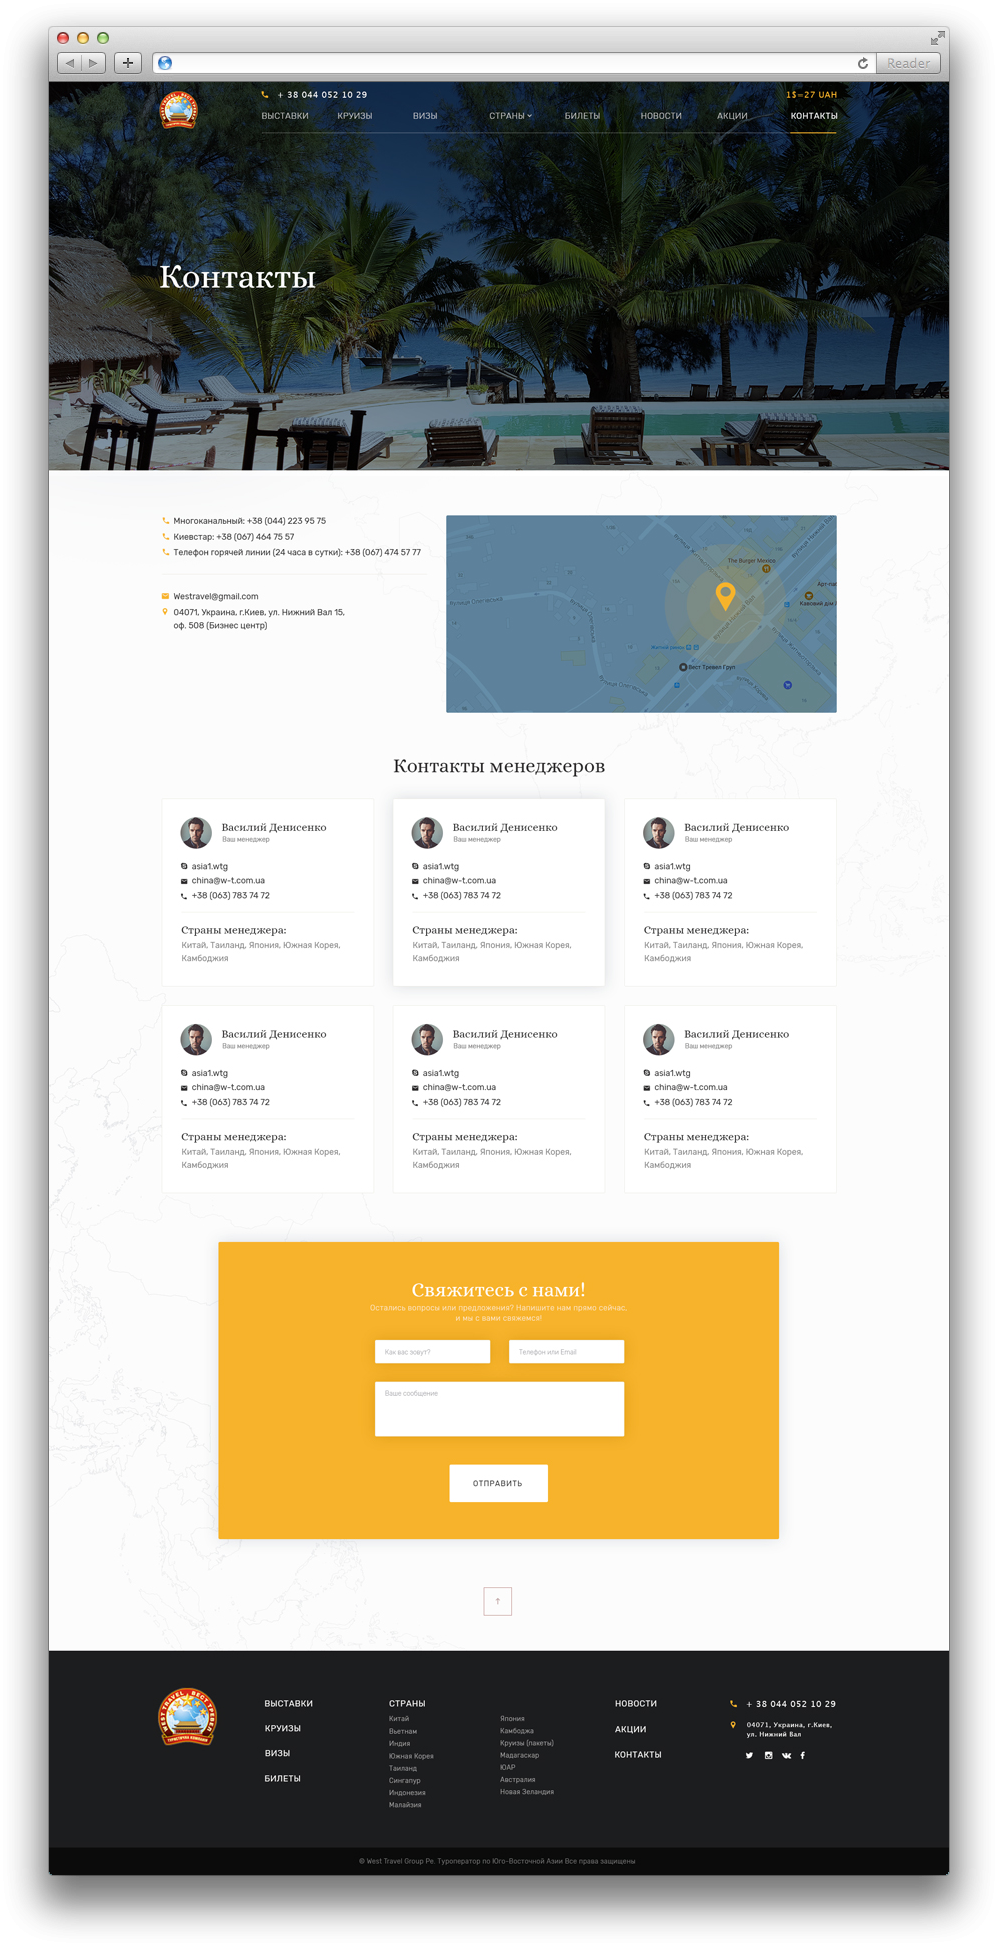 Reader
+ 38 044 052 10 29
1$=27 UAH
ВЫСТАВКИ КРУИЗЫ ВИЗЫ СТРАНЫ БИЛЕТЫ НОВОСТИ АКЦИИ КОНТАКТЫ
Контакты
Многоканальный: +38 (044) 223 95 75
Киевстар: +38 (067) 464 75 57
Телефон горячей линии (24 часа в сутки): +38 (067) 474 57 77
Westravel@gmail.com
04071, Украина, г.Киев, ул. Нижний Вал 15,
оф. 508 (Бизнес центр)
The Burger Mexico
Вест Тревел Груп
Контакты менеджеров
Василий Денисенко
Ваш менеджер
asia1.wtg
china@w-t.com.ua
+38 (063) 783 74 72
Страны менеджера:
Китай, Таиланд, Япония, Южная Корея,
Камбоджия
Василий Денисенко
Ваш менеджер
asia1.wtg
china@w-t.com.ua
+38 (063) 783 74 72
Страны менеджера:
Китай, Таиланд, Япония, Южная Корея,
Камбоджия
Василий Денисенко
Ваш менеджер
asia1.wtg
china@w-t.com.ua
+38 (063) 783 74 72
Страны менеджера:
Китай, Таиланд, Япония, Южная Корея,
Камбоджия
Василий Денисенко
Ваш менеджер
asia1.wtg
china@w-t.com.ua
+38 (063) 783 74 72
Страны менеджера:
Китай, Таиланд, Япония, Южная Корея,
Камбоджия
Василий Денисенко
Ваш менеджер
asia1.wtg
china@w-t.com.ua
+38 (063) 783 74 72
Страны менеджера:
Китай, Таиланд, Япония, Южная Корея,
Камбоджия
Василий Денисенко
Ваш менеджер
asia1.wtg
china@w-t.com.ua
+38 (063) 783 74 72
Страны менеджера:
Китай, Таиланд, Япония, Южная Корея,
Камбоджия
Свяжитесь с нами!
Остались вопросы или предложения? Напишите нам прямо сейчас,
и мы с вами свяжемся!
Как вас зовут?
Телефон или Email
Ваше сообщение
ОТПРАВИТЬ
WEST TRAVEL ВЕСТ ТРЕВЕЛ
ВЫСТАВКИ
КРУИЗЫ
ВИЗЫ
БИЛЕТЫ
СТРАНЫ
Китай
Вьетнам
Индия
Южная Корея
Таиланд
Сингапур
Индонезия
Малайзия
Япония
Камбоджа
Круизы (пакеты)
Мадагаскар
ЮАР
Австралия
Новая Зеландия
НОВОСТИ
АКЦИИ
КОНТАКТЫ
+ 38 044 052 10 29
04071, Украина, г.Киев,
ул. Нижний Вал
© West Travel Group Pe. Туроператор по Юго-Восточной Азии Все права защищены